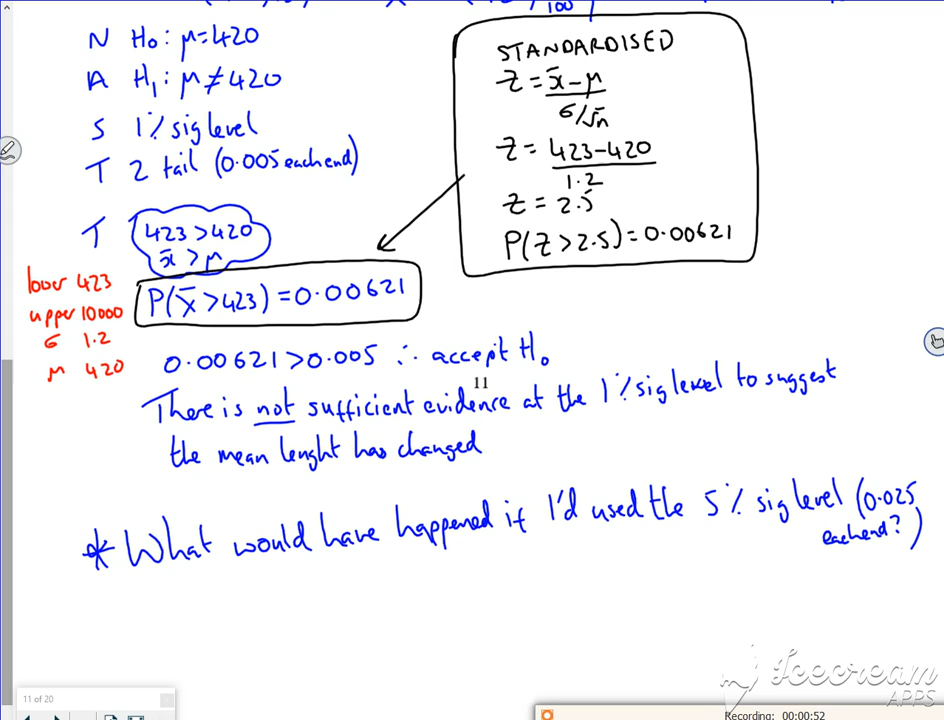 100
N H₀: μ=420
A H₁: μ≠420
S 1% sig level
T 2 tail (0.005 each end)
STANDARDISED
Z = x̄-μ
σ/√n
Z = 423-420
1.2
Z = 2.5
P(Z>2.5)=0.00621
T 423>420
x̄ > μ
P(X̄>423)=0.00621
lower 423
upper 10000
σ 1.2
μ 420
0.00621>0.005 ∴ accept H₀
11
There is not sufficient evidence at the 1% sig level to suggest
the mean lenght has changed
* What would have happened if I'd used the 5% sig level (0.025
each end?)
Icecream
APPS
11 of 20
Recording: 00:00:52